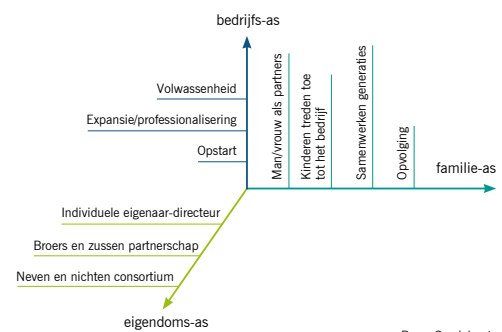 bedrijfs-as
Volwassenheid
Expansie/professionalisering
Opstart
Man/vrouw als partners
Kinderen treden toe
tot het bedrijf
Samenwerken generaties
Opvolging
familie-as
Individuele eigenaar-directeur
Broers en zussen partnerschap
Neven en nichten consortium
eigendoms-as